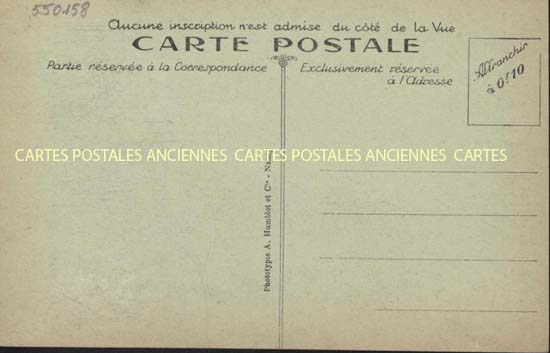 550158
Aucune inscription n'est admise du côté de la Vue
CARTE POSTALE
Partie réservée à la Correspondance
Exclusivement réservée
à l'Adresse
Affranchir
à 0f10
CARTES POSTALES ANCIENNES CARTES POSTALES ANCIENNES CARTES
Phototypie A. Humblot et Cie - Nancy